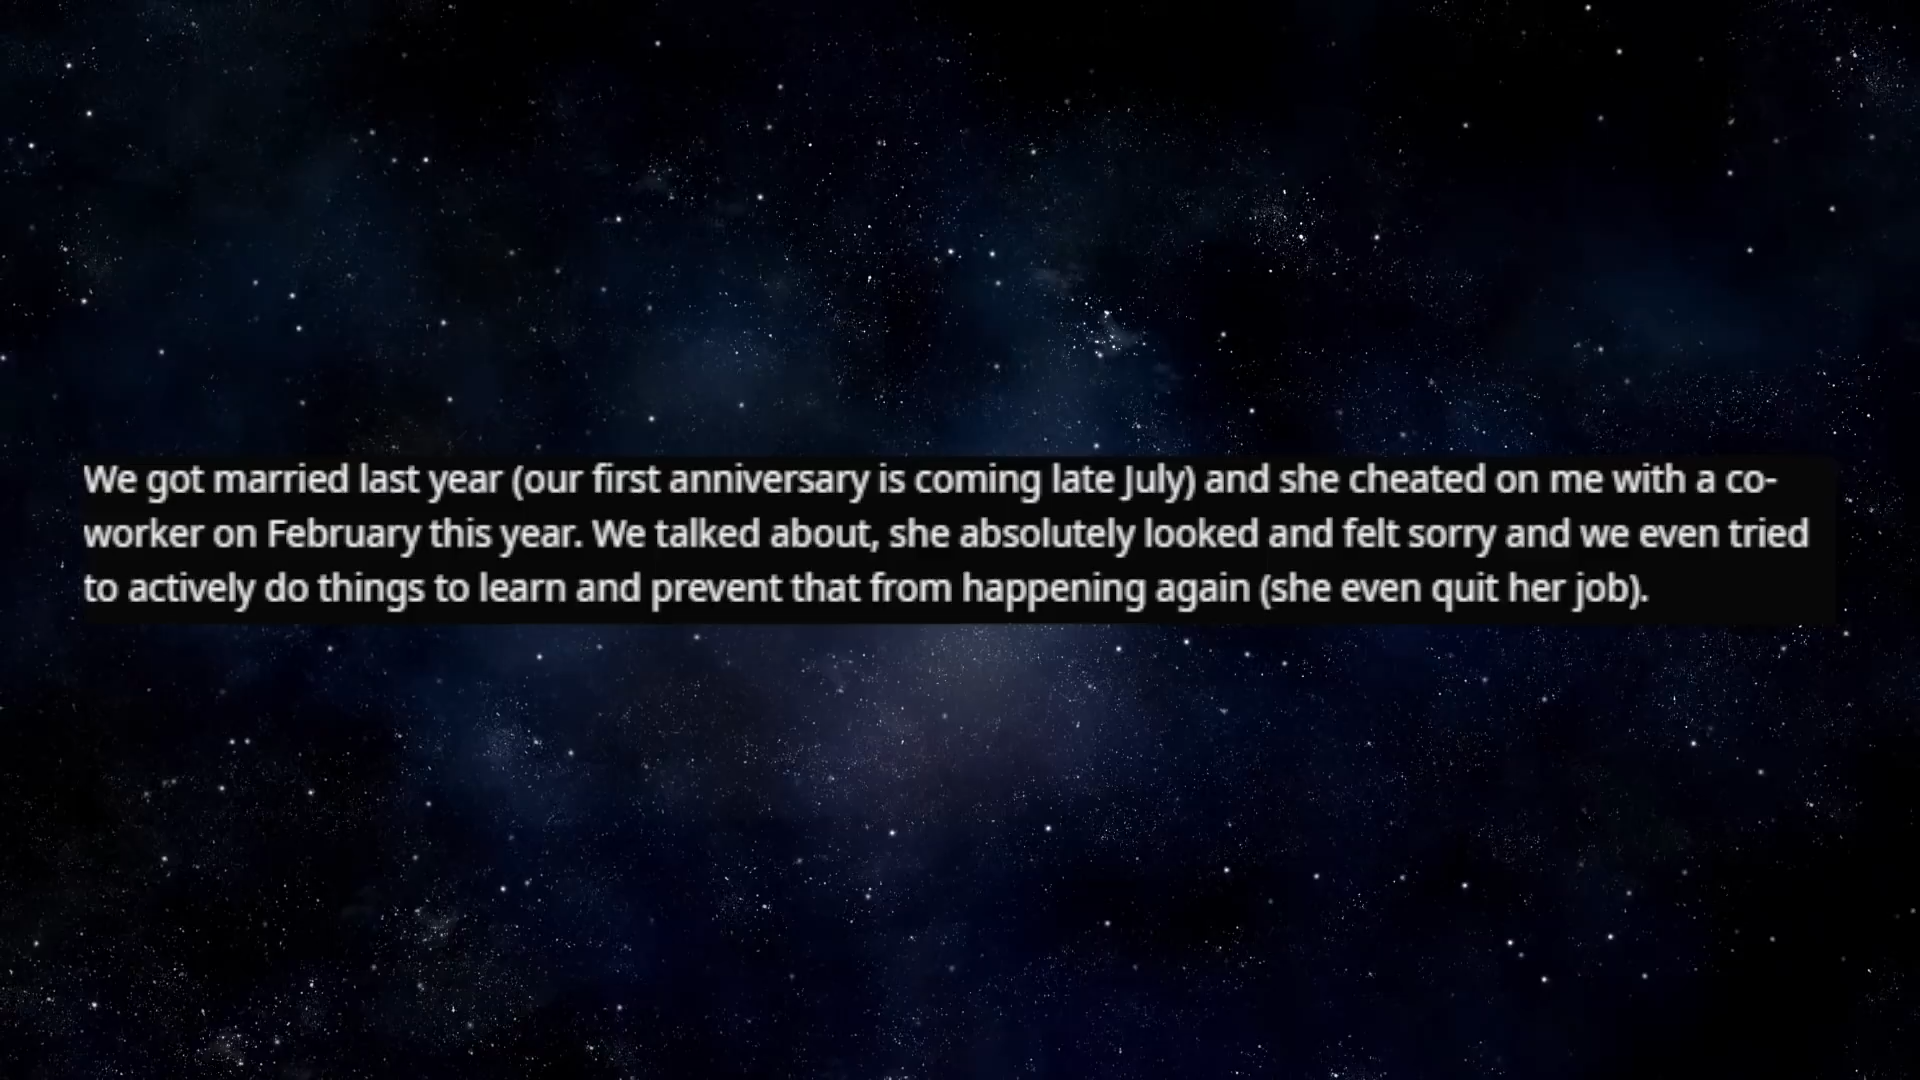 We got married last year (our first anniversary is coming late July) and she cheated on me with a co-
worker on February this year. We talked about, she absolutely looked and felt sorry and we even tried
to actively do things to learn and prevent that from happening again (she even quit her job).